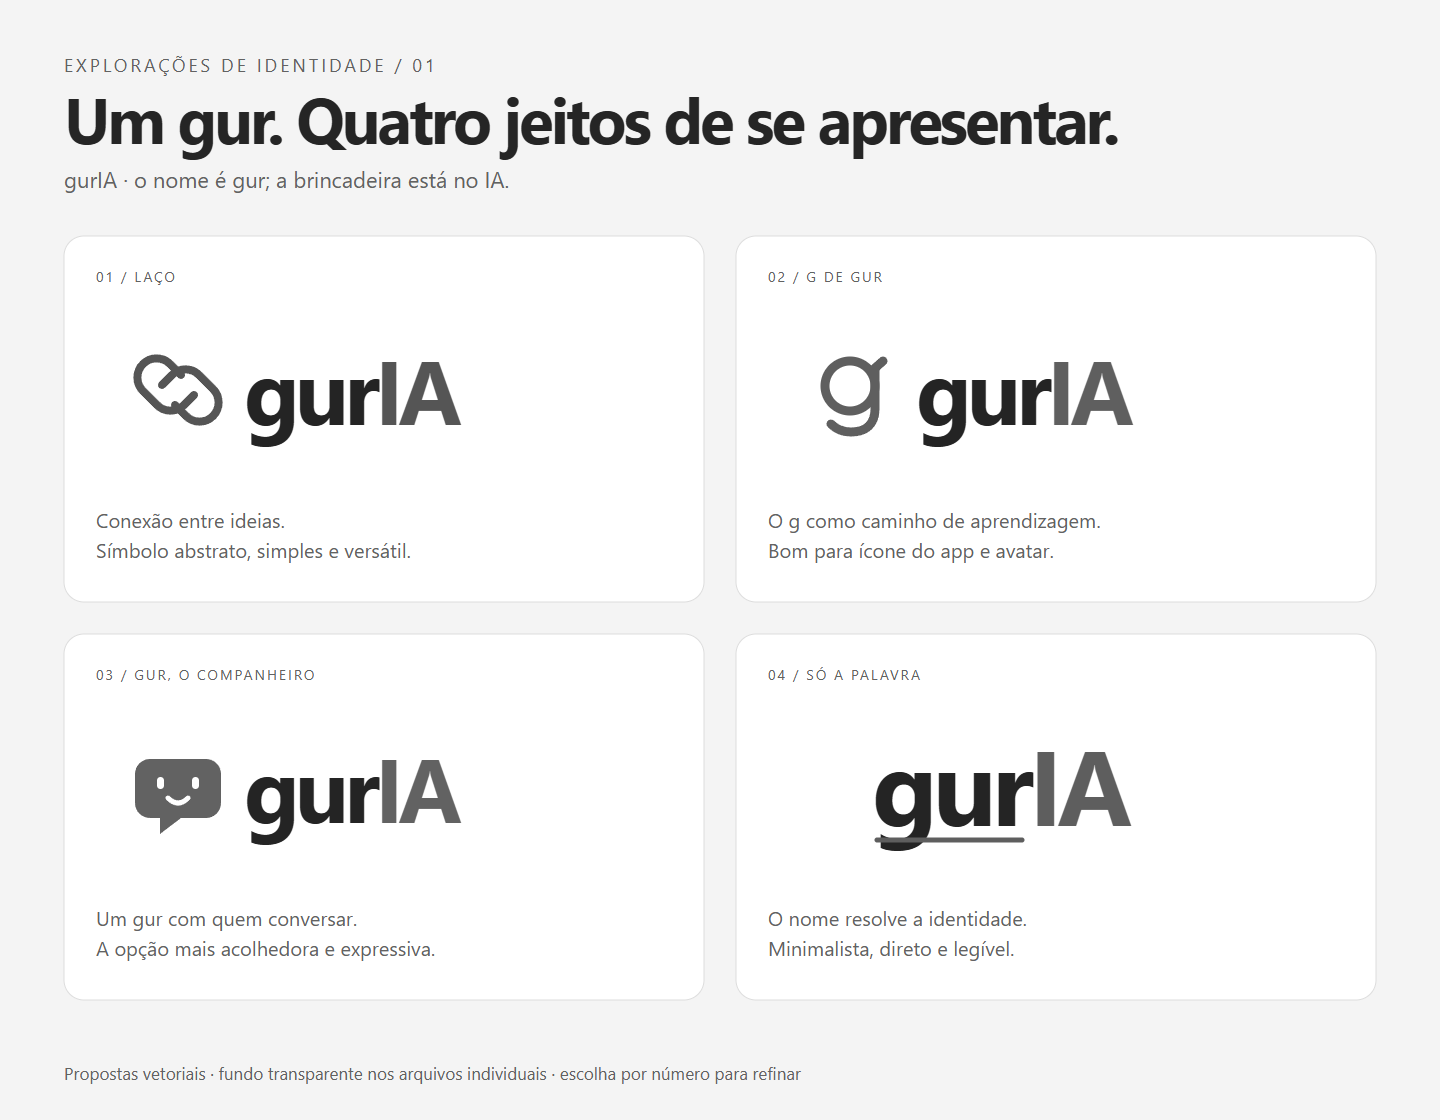 EXPLORAÇÕES DE IDENTIDADE / 01
Um gur. Quatro jeitos de se apresentar.
gurIA · o nome é gur; a brincadeira está no IA.
01 / LAÇO
gurIA
Conexão entre ideias.
Símbolo abstrato, simples e versátil.
02 / G DE GUR
g gurIA
O g como caminho de aprendizagem.
Bom para ícone do app e avatar.
03 / GUR, O COMPANHEIRO
gurIA
Um gur com quem conversar.
A opção mais acolhedora e expressiva.
04 / SÓ A PALAVRA
gurIA
O nome resolve a identidade.
Minimalista, direto e legível.
Propostas vetoriais · fundo transparente nos arquivos individuais · escolha por número para refinar